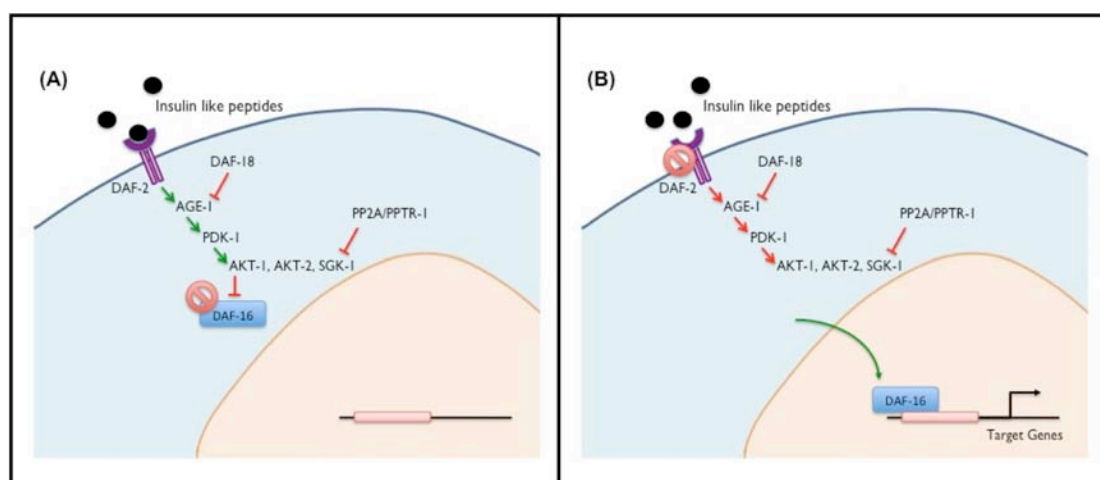 (A)
Insulin like peptides
DAF-2
DAF-18
AGE-1
PDK-1
PP2A/PPTR-1
AKT-1, AKT-2, SGK-1
DAF-16
(B)
Insulin like peptides
DAF-2
DAF-18
AGE-1
PDK-1
PP2A/PPTR-1
AKT-1, AKT-2, SGK-1
DAF-16
Target Genes